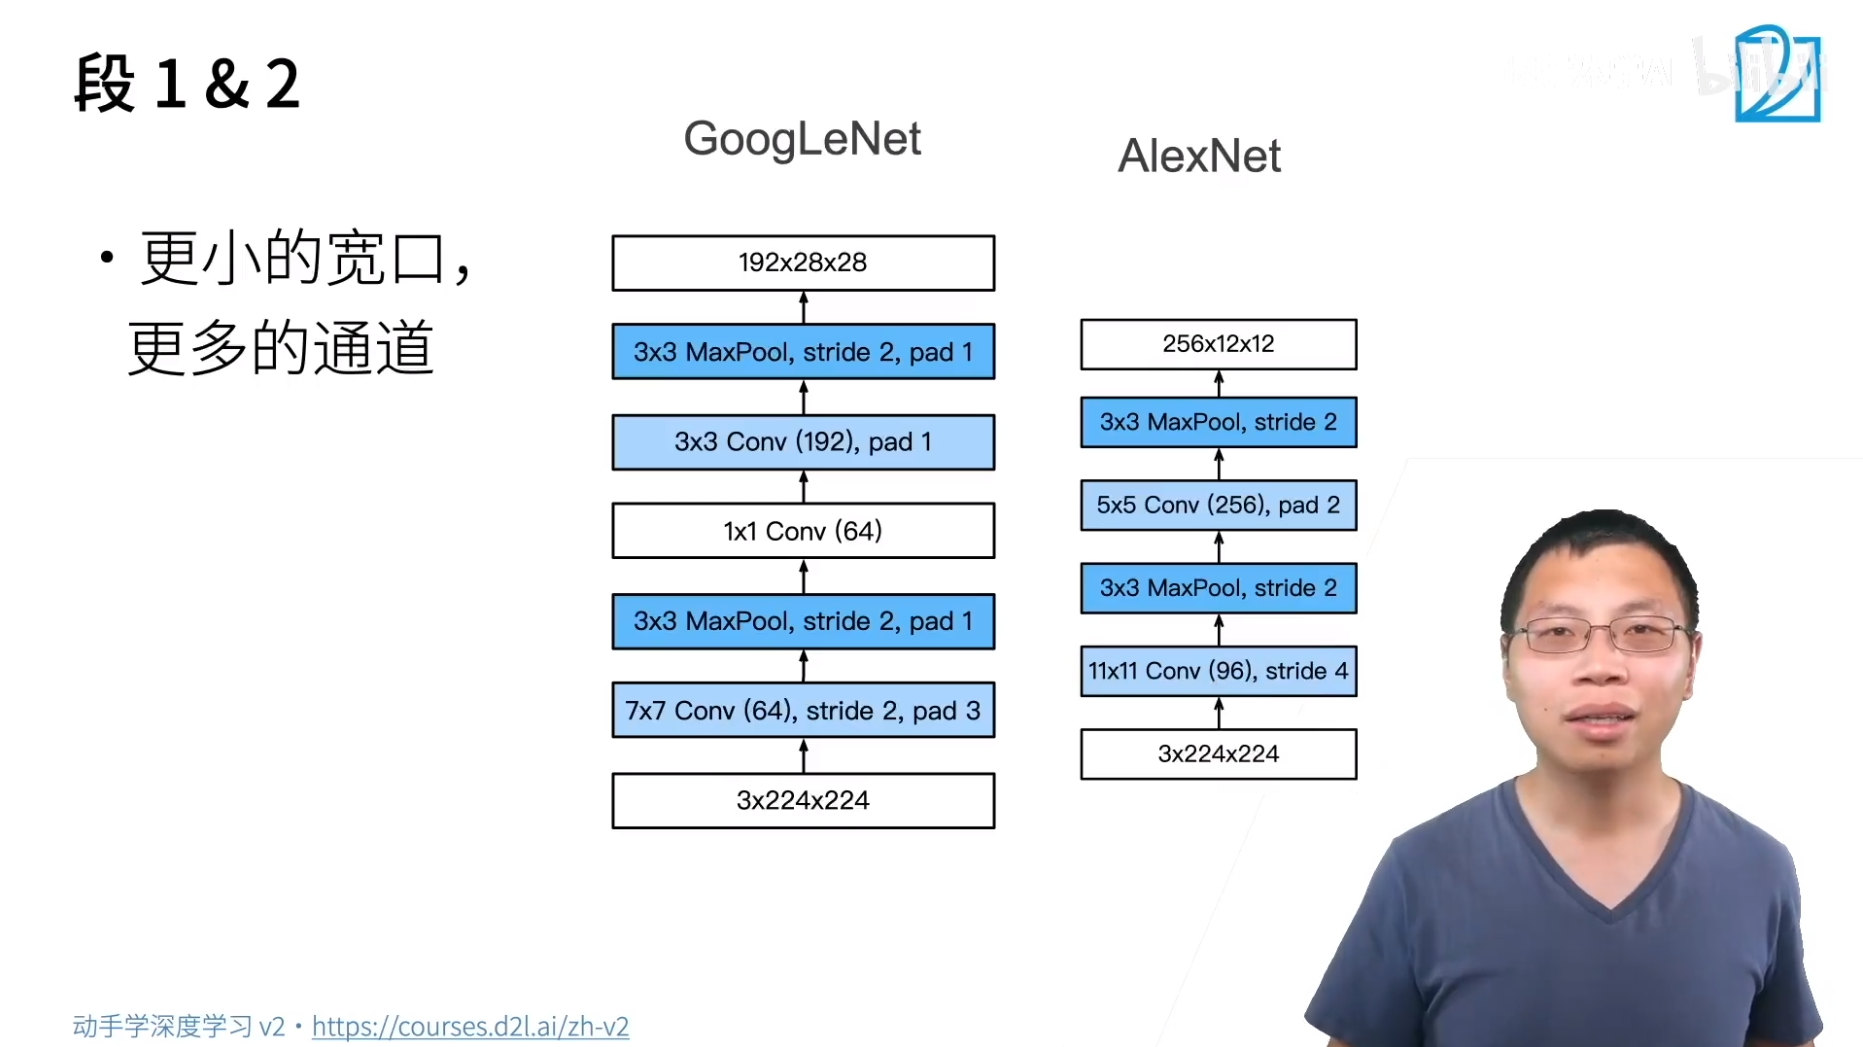 段 1 & 2
GoogLeNet
AlexNet
• 更小的宽口，
更多的通道
192x28x28
3x3 MaxPool, stride 2, pad 1
3x3 Conv (192), pad 1
1x1 Conv (64)
3x3 MaxPool, stride 2, pad 1
7x7 Conv (64), stride 2, pad 3
3x224x224
256x12x12
3x3 MaxPool, stride 2
5x5 Conv (256), pad 2
3x3 MaxPool, stride 2
11x11 Conv (96), stride 4
3x224x224
bilibili
动手学深度学习 v2 • https://courses.d2l.ai/zh-v2